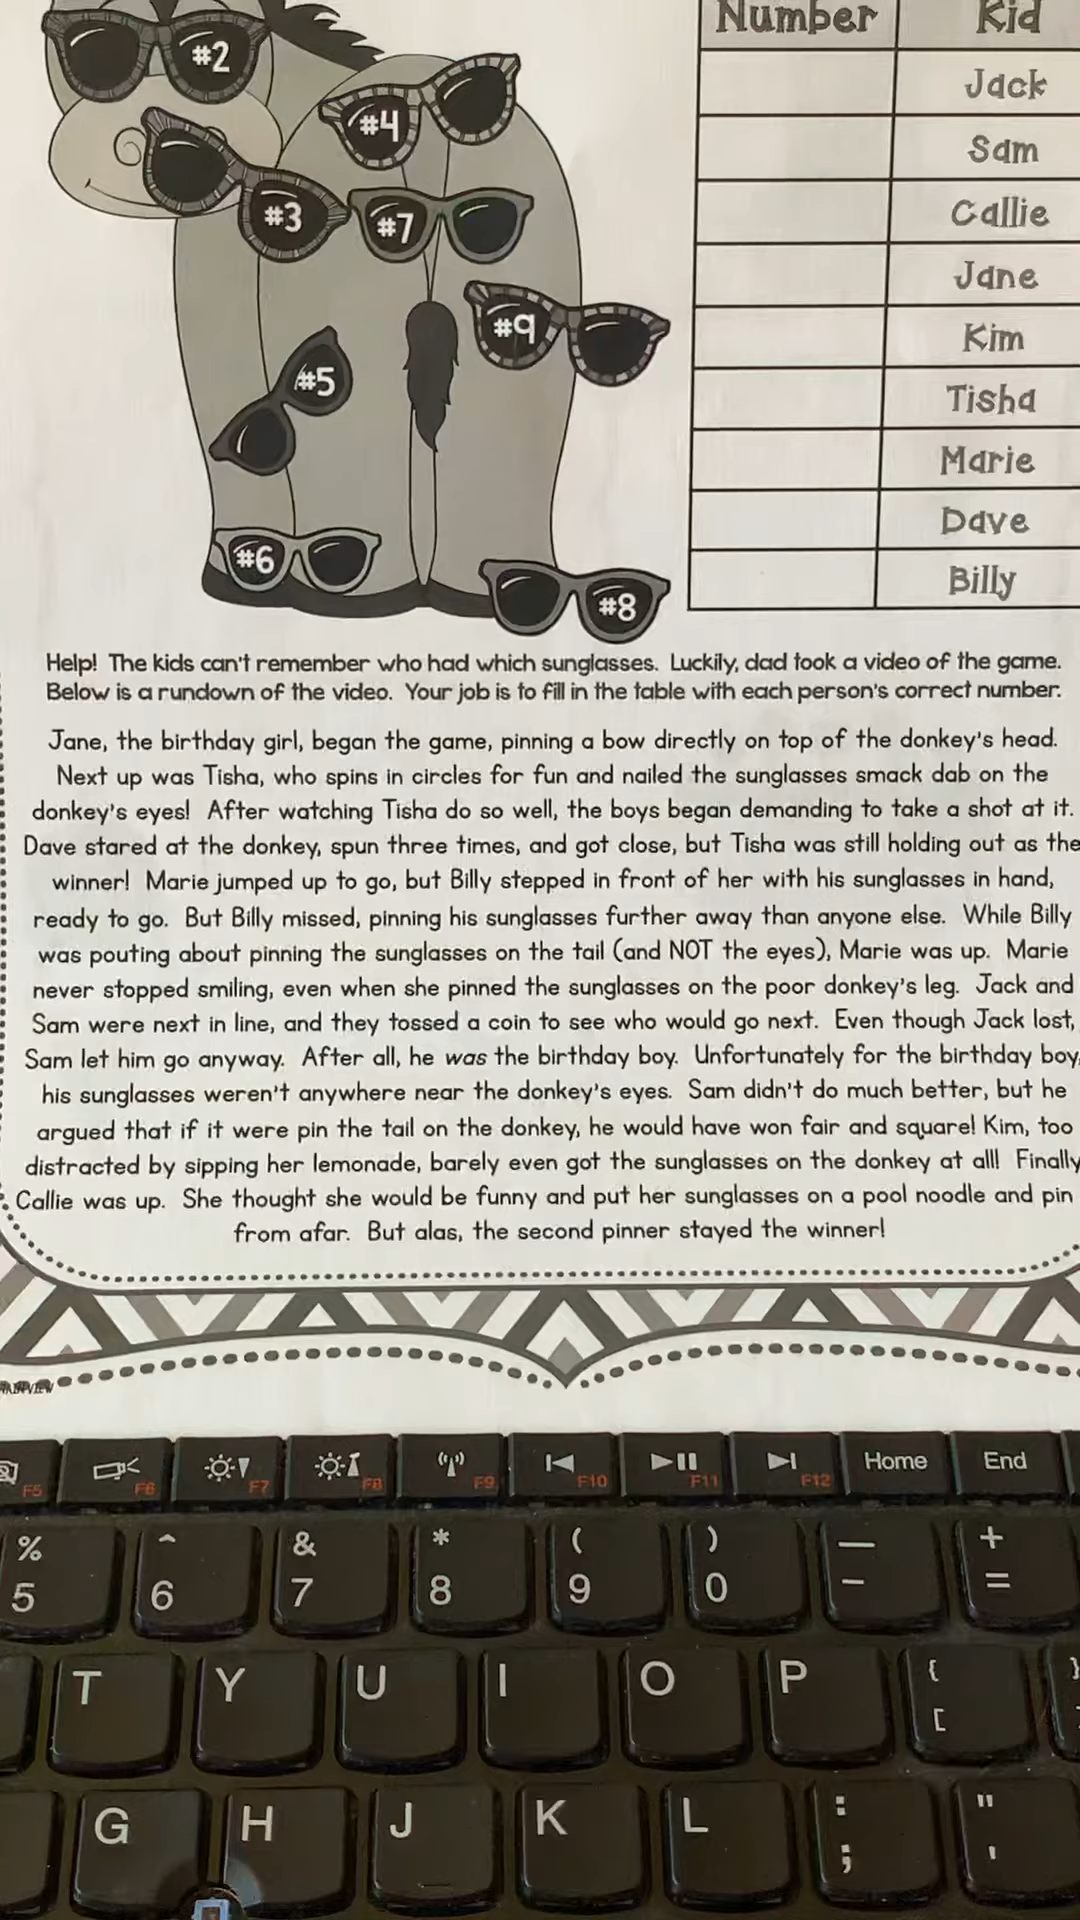 #2
#4
#3
#7
#9
#5
#6
#8
Number Kid
Jack
Sam
Callie
Jane
Kim
Tisha
Marie
Dave
Billy
Help! The kids can't remember who had which sunglasses. Luckily, dad took a video of the game.
Below is a rundown of the video. Your job is to fill in the table with each person's correct number.
Jane, the birthday girl, began the game, pinning a bow directly on top of the donkey's head.
Next up was Tisha, who spins in circles for fun and nailed the sunglasses smack dab on the
donkey's eyes! After watching Tisha do so well, the boys began demanding to take a shot at it.
Dave stared at the donkey, spun three times, and got close, but Tisha was still holding out as the
winner! Marie jumped up to go, but Billy stepped in front of her with his sunglasses in hand,
ready to go. But Billy missed, pinning his sunglasses further away than anyone else. While Billy
was pouting about pinning the sunglasses on the tail (and NOT the eyes), Marie was up. Marie
never stopped smiling, even when she pinned the sunglasses on the poor donkey's leg. Jack and
Sam were next in line, and they tossed a coin to see who would go next. Even though Jack lost,
Sam let him go anyway. After all, he was the birthday boy. Unfortunately for the birthday boy,
his sunglasses weren't anywhere near the donkey's eyes. Sam didn't do much better, but he
argued that if it were pin the tail on the donkey, he would have won fair and square! Kim, too
distracted by sipping her lemonade, barely even got the sunglasses on the donkey at all! Finally
Callie was up. She thought she would be funny and put her sunglasses on a pool noodle and pin
from afar. But alas, the second pinner stayed the winner!
F5 F6 F7 F8 F9 F10 F11 F12 Home End
% ^ & * ( ) — +
5 6 7 8 9 0 – =
T Y U I O P { }
[
G H J K L : "
; '